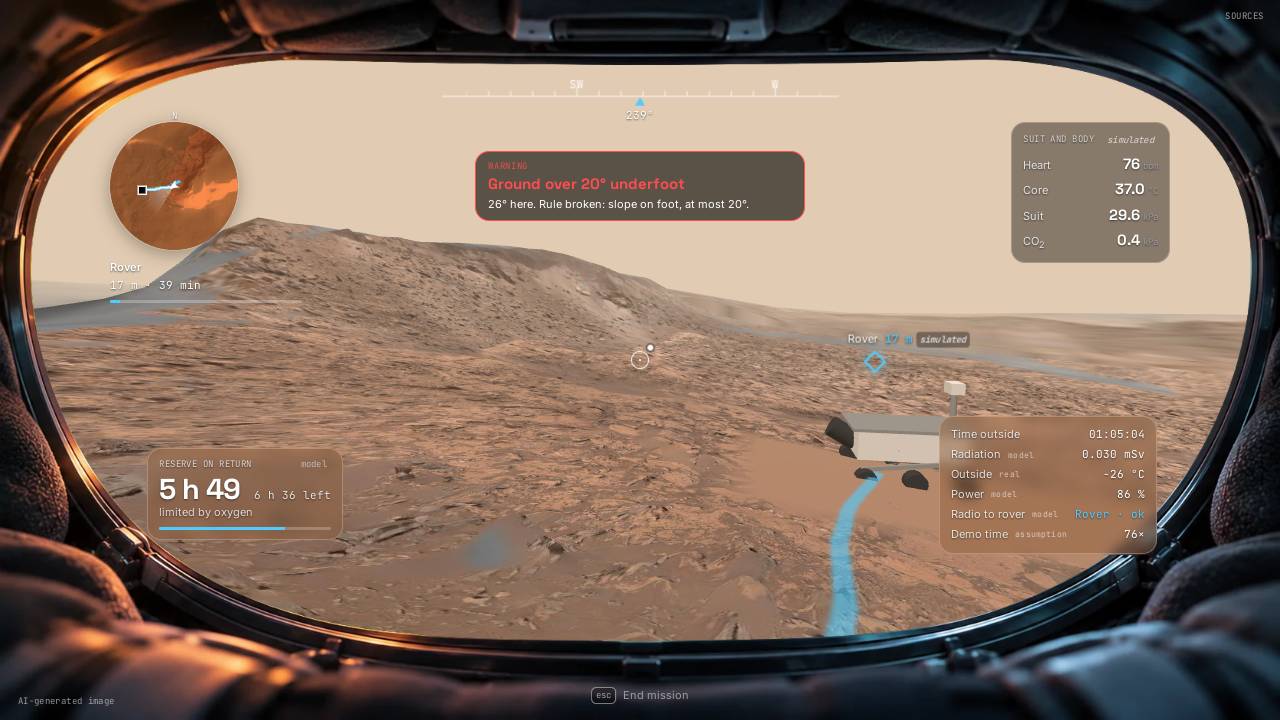 SOURCES
SW W
239°
N
WARNING
Ground over 20° underfoot
26° here. Rule broken: slope on foot, at most 20°.
SUIT AND BODY simulated
Heart 76 bpm
Core 37.0 °C
Suit 29.6 kPa
CO2 0.4 kPa
Rover
17 m · 39 min
Rover 17 m simulated
RESERVE ON RETURN model
5 h 49 6 h 36 left
limited by oxygen
Time outside 01:05:04
Radiation model 0.030 mSv
Outside real -26 °C
Power model 86 %
Radio to rover model Rover · ok
Demo time assumption 76×
esc End mission
AI-generated image